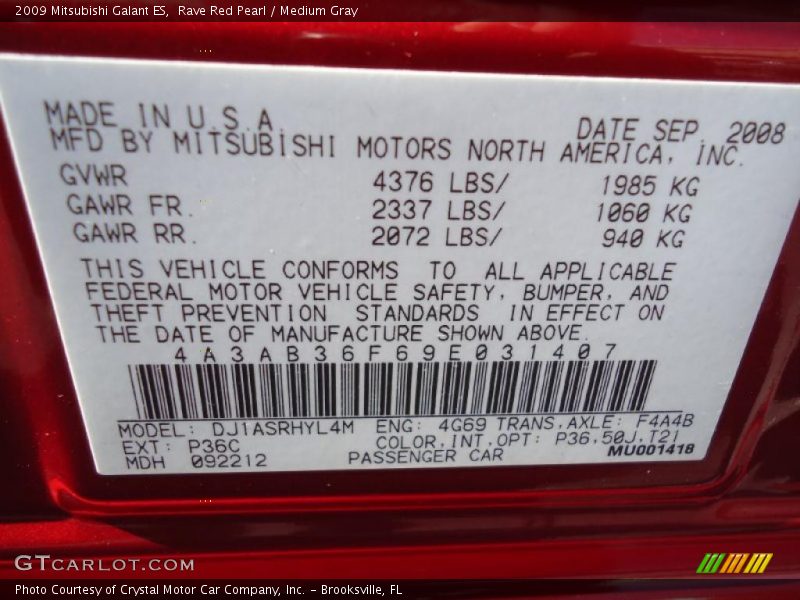 2009 Mitsubishi Galant ES,  Rave Red Pearl / Medium Gray
MADE IN U.S.A. DATE SEP. 2008
MFD BY MITSUBISHI MOTORS NORTH AMERICA, INC.
GVWR 4376 LBS/ 1985 KG
GAWR FR. 2337 LBS/ 1060 KG
GAWR RR. 2072 LBS/ 940 KG
THIS VEHICLE CONFORMS TO ALL APPLICABLE
FEDERAL MOTOR VEHICLE SAFETY, BUMPER, AND
THEFT PREVENTION STANDARDS IN EFFECT ON
THE DATE OF MANUFACTURE SHOWN ABOVE.
4A3AB36F69E031407
MODEL: DJ1ASRHYL4M ENG: 4G69 TRANS.AXLE: F4A4B
EXT: P36C COLOR.INT.OPT: P36.50J.T21
MDH 092212 PASSENGER CAR MU001418
GTCARLOT.COM
Photo Courtesy of Crystal Motor Car Company, Inc. – Brooksville, FL